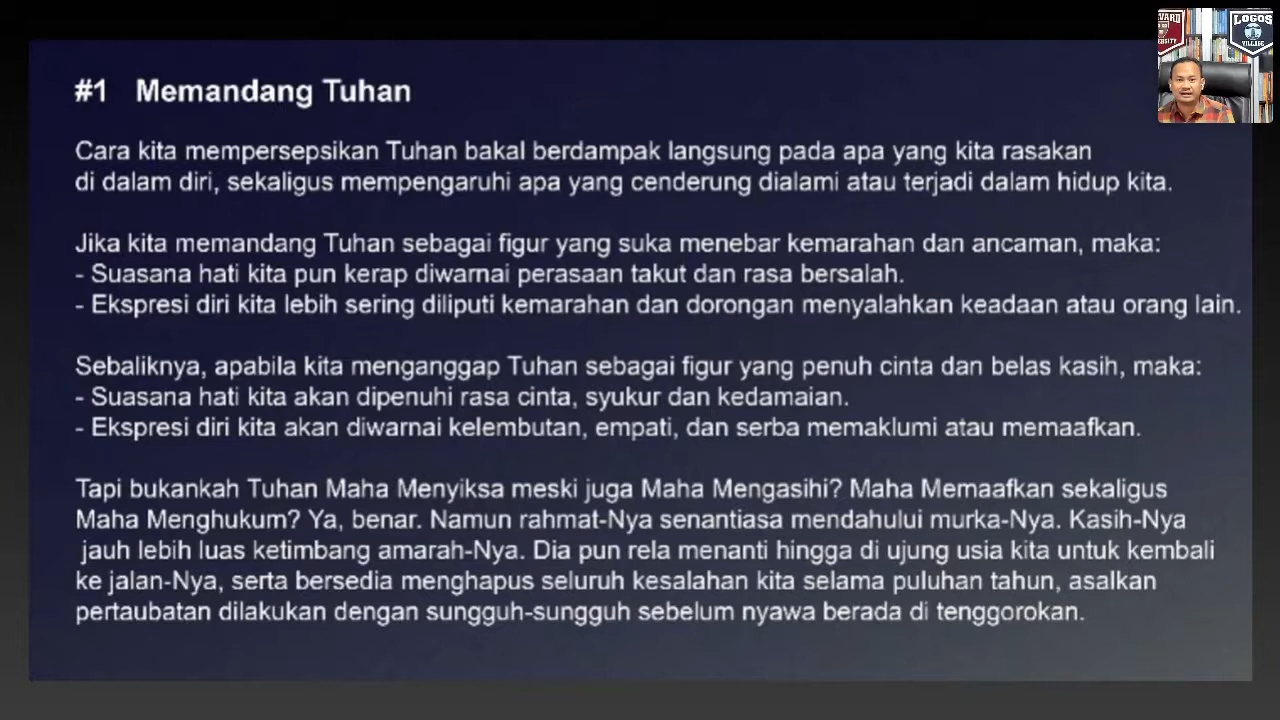 #1 Memandang Tuhan
Cara kita mempersepsikan Tuhan bakal berdampak langsung pada apa yang kita rasakan
di dalam diri, sekaligus mempengaruhi apa yang cenderung dialami atau terjadi dalam hidup kita.
Jika kita memandang Tuhan sebagai figur yang suka menebar kemarahan dan ancaman, maka:
- Suasana hati kita pun kerap diwarnai perasaan takut dan rasa bersalah.
- Ekspresi diri kita lebih sering diliputi kemarahan dan dorongan menyalahkan keadaan atau orang lain.
Sebaliknya, apabila kita menganggap Tuhan sebagai figur yang penuh cinta dan belas kasih, maka:
- Suasana hati kita akan dipenuhi rasa cinta, syukur dan kedamaian.
- Ekspresi diri kita akan diwarnai kelembutan, empati, dan serba memaklumi atau memaafkan.
Tapi bukankah Tuhan Maha Menyiksa meski juga Maha Mengasihi? Maha Memaafkan sekaligus
Maha Menghukum? Ya, benar. Namun rahmat-Nya senantiasa mendahului murka-Nya. Kasih-Nya
jauh lebih luas ketimbang amarah-Nya. Dia pun rela menanti hingga di ujung usia kita untuk kembali
ke jalan-Nya, serta bersedia menghapus seluruh kesalahan kita selama puluhan tahun, asalkan
pertaubatan dilakukan dengan sungguh-sungguh sebelum nyawa berada di tenggorokan.
LOGOS
VILLAGE